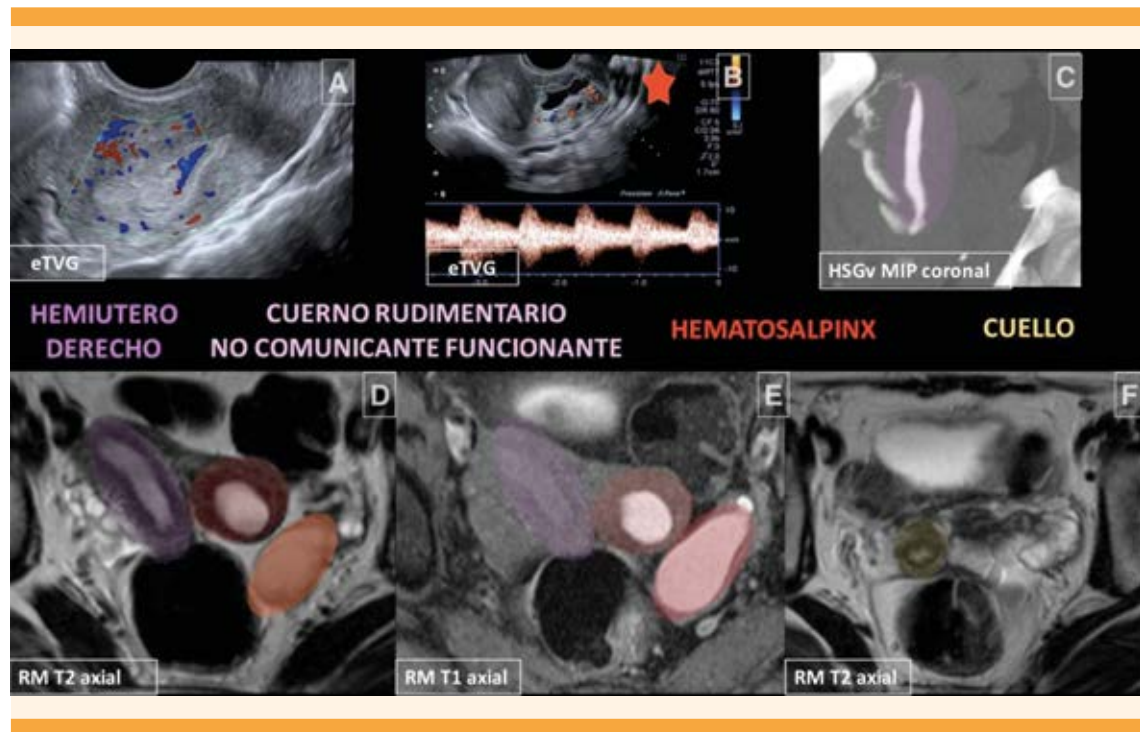 A
B
C
eTVG
eTVG
HSGv MIP coronal
HEMIUTERO
DERECHO
CUERNO RUDIMENTARIO
NO COMUNICANTE FUNCIONANTE
HEMATOSALPINX
CUELLO
D
E
F
RM T2 axial
RM T1 axial
RM T2 axial